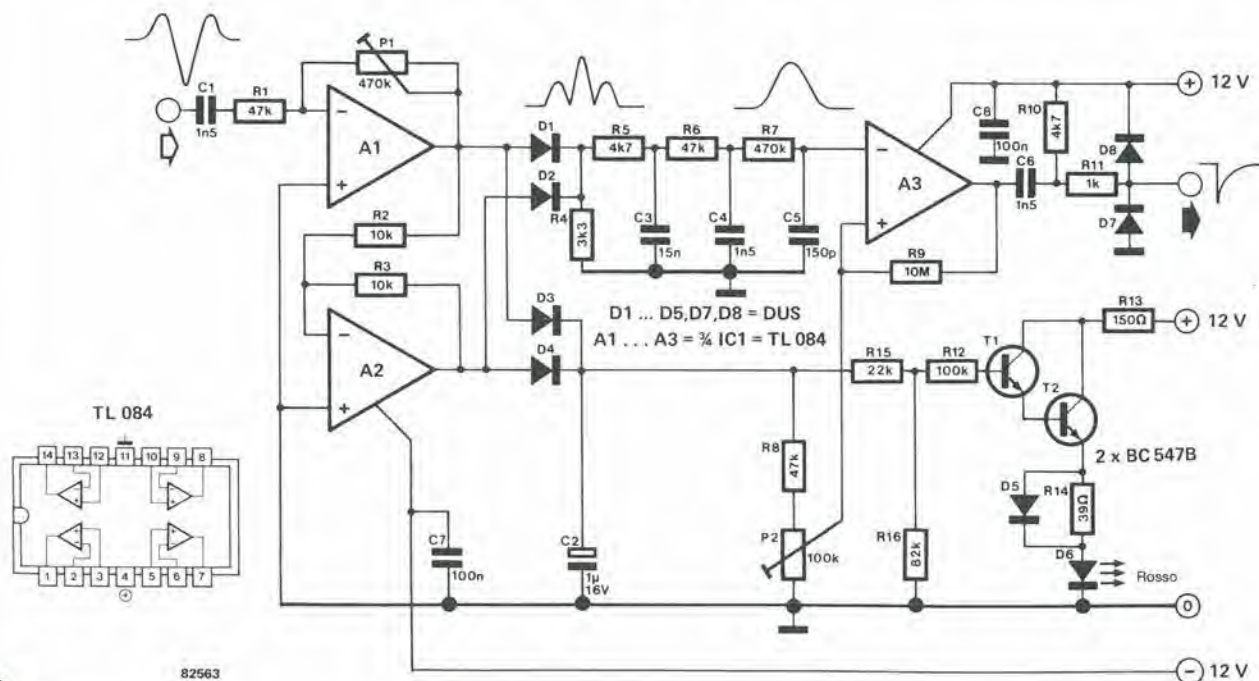 P1
470k
C1
1n5
R1
47k
A1
R2
10k
R3
10k
A2
D1
D2
R4
3k3
R5
4k7
R6
47k
R7
470k
C3
15n
C4
1n5
C5
150p
D3
D4
D1 ... D5,D7,D8 = DUS
A1 ... A3 = ¾ IC1 = TL 084
A3
C8
100n
R10
4k7
C6
1n5
R11
1k
D8
D7
12 V
R9
10M
R13
150Ω
12 V
R15
22k
R12
100k
T1
T2
2 x BC 547B
R8
47k
P2
100k
R16
82k
D5
R14
39Ω
D6
Rosso
C7
100n
C2
1µ
16V
0
12 V
TL 084
14 13 12 11 10 9 8
1 2 3 4 5 6 7
82563